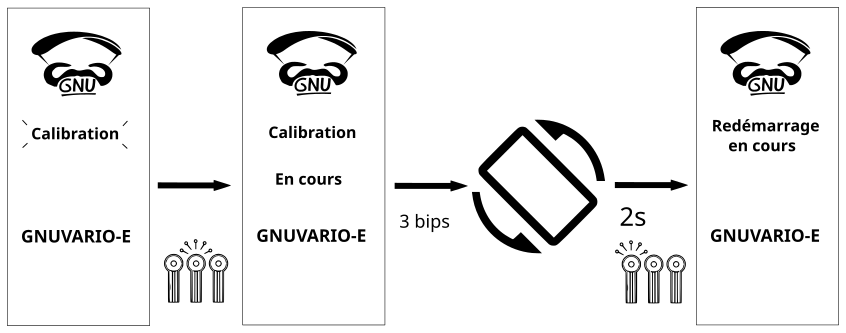 GNU
Calibration
GNUVARIO-E
GNU
Calibration
En cours
GNUVARIO-E
3 bips
2s
GNU
Redémarrage
en cours
GNUVARIO-E